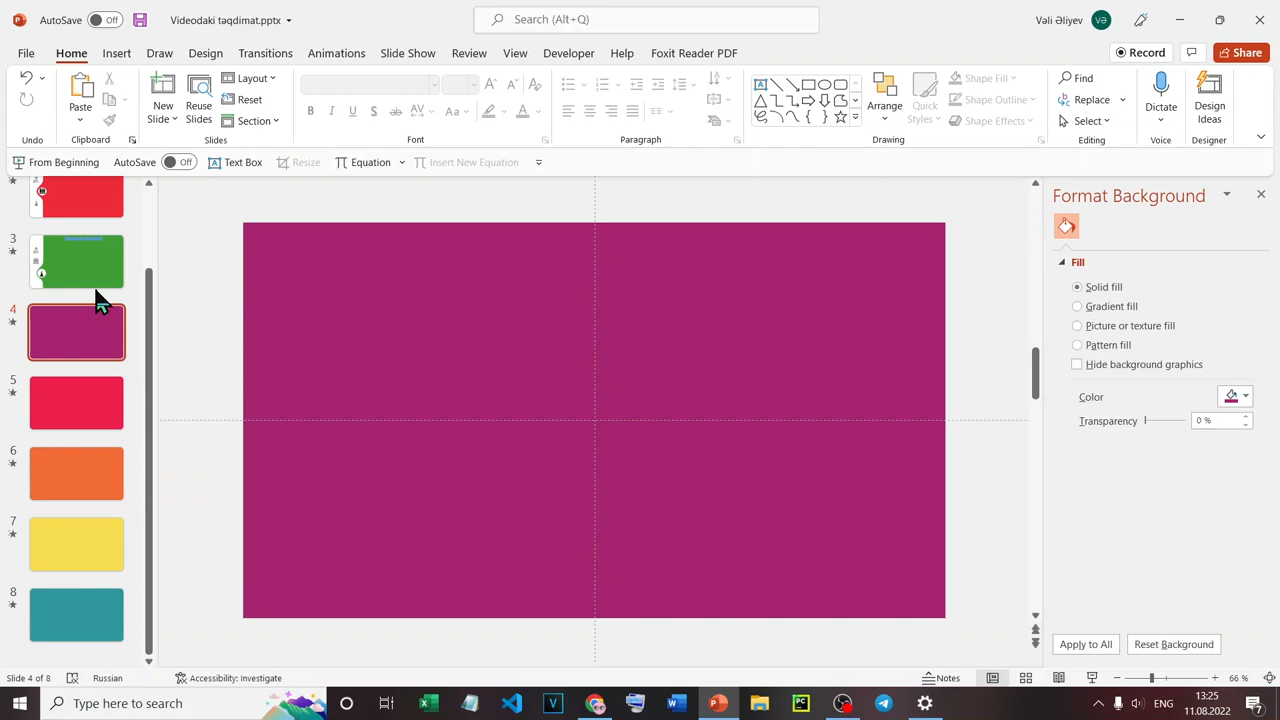 AutoSave Off Videodaki təqdimat.pptx Search (Alt+Q) Vəli Əliyev VƏ
File Home Insert Draw Design Transitions Animations Slide Show Review View Developer Help Foxit Reader PDF Record Share
Paste New Slide Reuse Slides Layout Reset Section
Arrange Quick Styles Shape Fill Shape Outline Shape Effects Find Replace Select Dictate Design Ideas
Undo Clipboard Slides Font Paragraph Drawing Editing Voice Designer
From Beginning AutoSave Off Text Box Resize Equation Insert New Equation
3
4
5
6
7
8
Format Background
Fill
Solid fill
Gradient fill
Picture or texture fill
Pattern fill
Hide background graphics
Color
Transparency 0 %
Apply to All Reset Background
Slide 4 of 8 Russian Accessibility: Investigate Notes 66 %
Type here to search ENG 13:25
11.08.2022 7